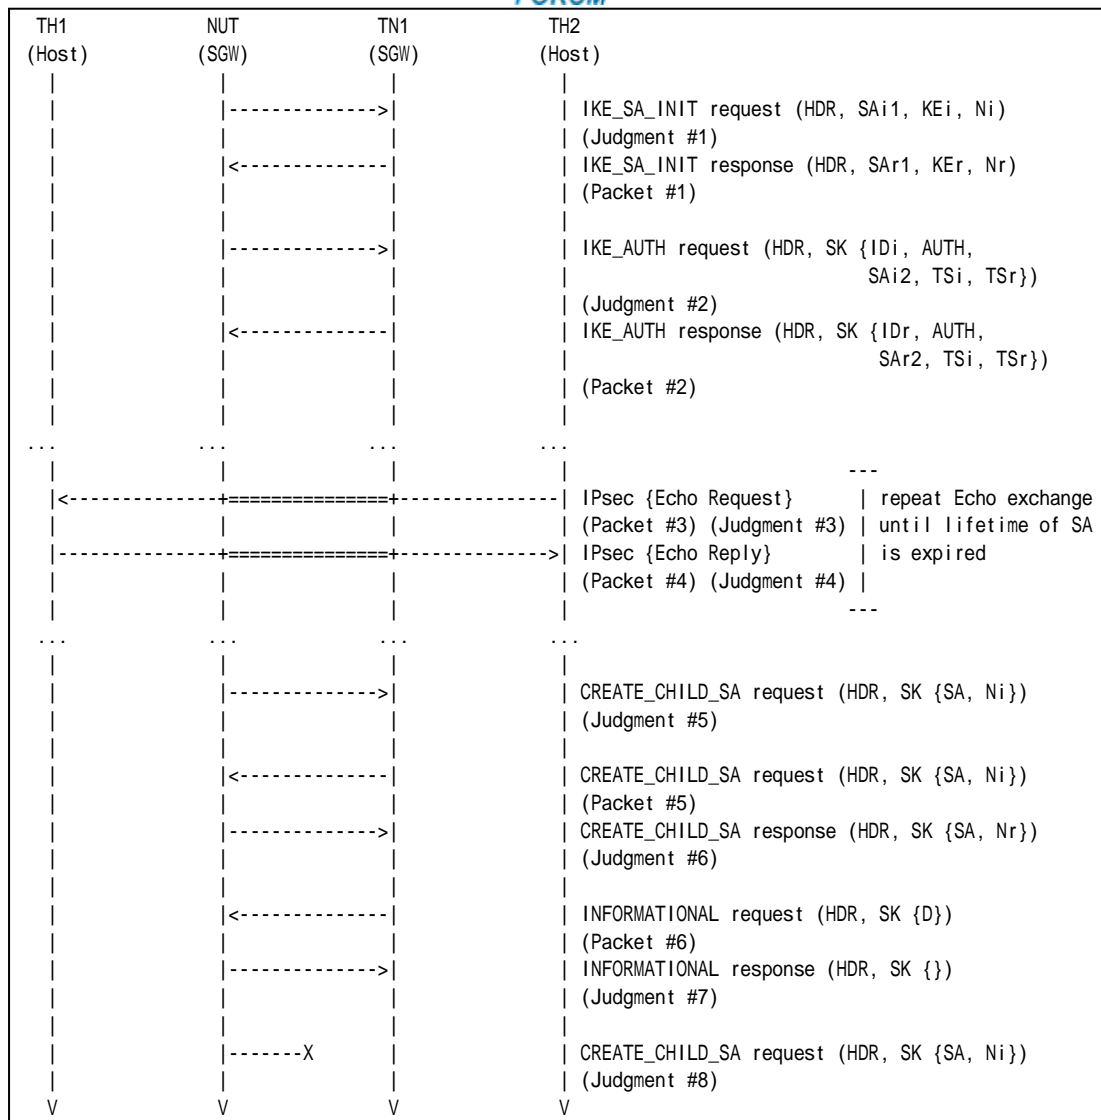 FORUM
TH1 NUT TN1 TH2
(Host) (SGW) (SGW) (Host)
| | | |
| |-------------->| | IKE_SA_INIT request (HDR, SAi1, KEi, Ni)
| | | | (Judgment #1)
| |<--------------| | IKE_SA_INIT response (HDR, SAr1, KEr, Nr)
| | | | (Packet #1)
| | | |
| |-------------->| | IKE_AUTH request (HDR, SK {IDi, AUTH,
| | | | SAi2, TSi, TSr})
| | | | (Judgment #2)
| |<--------------| | IKE_AUTH response (HDR, SK {IDr, AUTH,
| | | | SAr2, TSi, TSr})
| | | | (Packet #2)
| | | |
... ... ... ...
| | | | ---
|<--------------+===============+--------------| IPsec {Echo Request} | repeat Echo exchange
| | | | (Packet #3) (Judgment #3) | until lifetime of SA
|---------------+===============+------------->| IPsec {Echo Reply} | is expired
| | | | (Packet #4) (Judgment #4) |
| | | | ---
... ... ... ...
| | | |
| |-------------->| | CREATE_CHILD_SA request (HDR, SK {SA, Ni})
| | | | (Judgment #5)
| | | |
| |<--------------| | CREATE_CHILD_SA request (HDR, SK {SA, Ni})
| | | | (Packet #5)
| |-------------->| | CREATE_CHILD_SA response (HDR, SK {SA, Nr})
| | | | (Judgment #6)
| | | |
| |<--------------| | INFORMATIONAL request (HDR, SK {D})
| | | | (Packet #6)
| |-------------->| | INFORMATIONAL response (HDR, SK {})
| | | | (Judgment #7)
| | | |
| |-------X | | CREATE_CHILD_SA request (HDR, SK {SA, Ni})
| | | | (Judgment #8)
V V V V